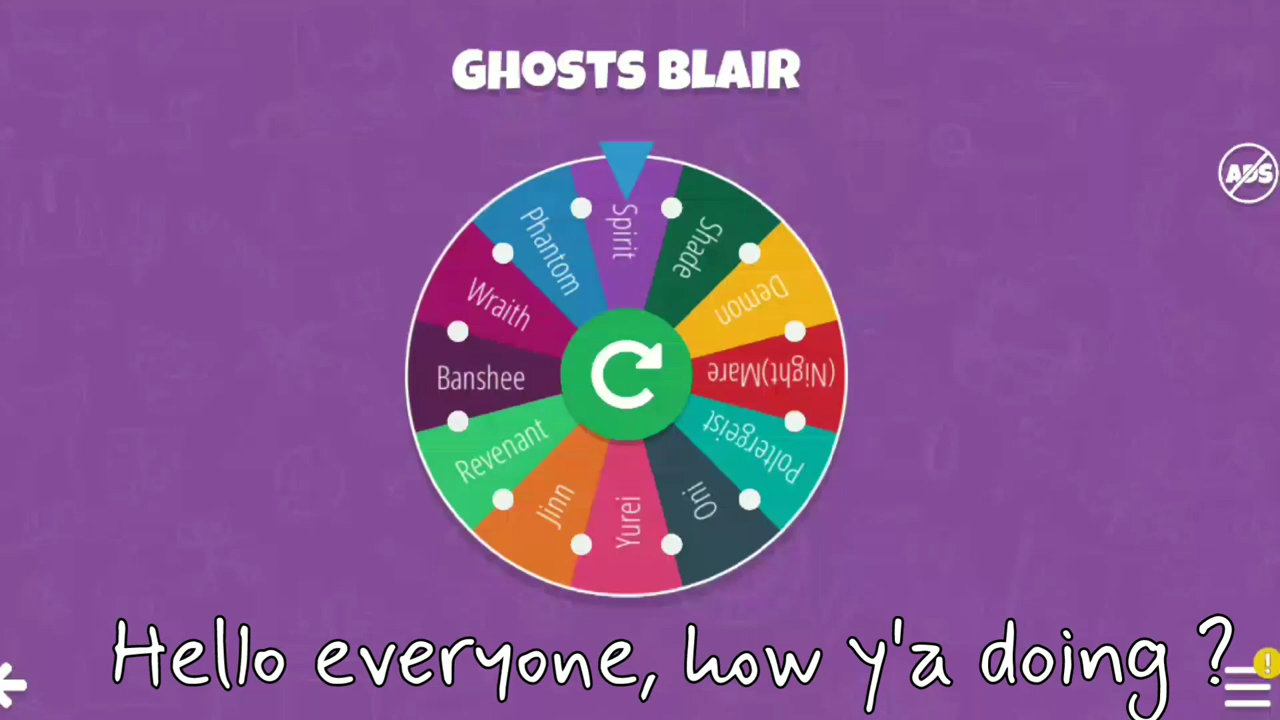 GHOSTS BLAIR
ADS
Spirit
Shade
Demon
(Night)Mare
Poltergeist
Oni
Yurei
Jinn
Revenant
Banshee
Wraith
Phantom
Hello everyone, how y'a doing ?
!